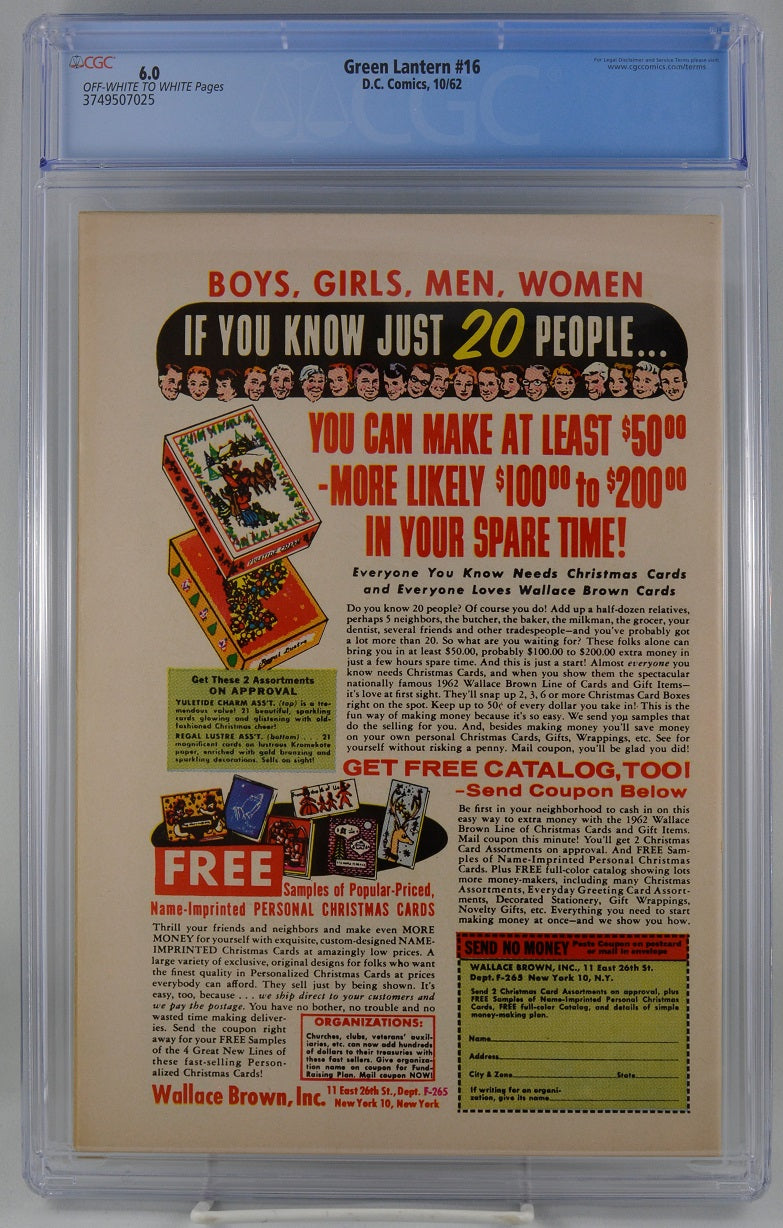 CGC
6.0
OFF-WHITE TO WHITE Pages
3749507025
Green Lantern #16
D.C. Comics, 10/62
For Legal Disclaimer and Service Terms please visit
www.cgccomics.com/terms
CGC
BOYS, GIRLS, MEN, WOMEN
IF YOU KNOW JUST 20 PEOPLE...
YOU CAN MAKE AT LEAST $50⁰⁰
-MORE LIKELY $100⁰⁰ to $200⁰⁰
IN YOUR SPARE TIME!
Everyone You Know Needs Christmas Cards
and Everyone Loves Wallace Brown Cards
Do you know 20 people? Of course you do! Add up a half-dozen relatives,
perhaps 5 neighbors, the butcher, the baker, the milkman, the grocer, your
dentist, several friends and other tradespeople—and you've probably got
a lot more than 20. So what are you waiting for? These folks alone can
bring you in at least $50.00, probably $100.00 to $200.00 extra money in
just a few hours spare time. And this is just a start! Almost everyone you
know needs Christmas Cards, and when you show them the spectacular
nationally famous 1962 Wallace Brown Line of Cards and Gift Items—
it's love at first sight. They'll snap up 2, 3, 6 or more Christmas Card Boxes
right on the spot. Keep up to 50¢ of every dollar you take in! This is the
fun way of making money because it's so easy. We send you samples that
do the selling for you. And, besides making money you'll save money
on your own personal Christmas Cards, Gifts, Wrappings, etc. See for
yourself without risking a penny. Mail coupon, you'll be glad you did!
Get These 2 Assortments
ON APPROVAL
YULETIDE CHARM ASS'T. (top) is a tre-
mendous value! 21 beautiful, sparkling
cards glowing and glistening with old-
fashioned Christmas cheer!
REGAL LUSTRE ASS'T. (bottom) . . . 21
magnificent cards on lustrous Kromekote
paper, enriched with gold bronzing and
sparkling decorations. Sells on sight!
GET FREE CATALOG, TOO!
–Send Coupon Below
Be first in your neighborhood to cash in on this
easy way to extra money with the 1962 Wallace
Brown Line of Christmas Cards and Gift Items.
Mail coupon this minute! You'll get 2 Christmas
Card Assortments on approval. And FREE Sam-
ples of Name-Imprinted Personal Christmas
Cards. Plus FREE full-color catalog showing lots
more money-makers, including many Christmas
Assortments, Everyday Greeting Card Assort-
ments, Decorated Stationery, Gift Wrappings,
Novelty Gifts, etc. Everything you need to start
making money at once—and we show you how.
FREE
Samples of Popular-Priced,
Name-Imprinted PERSONAL CHRISTMAS CARDS
Thrill your friends and neighbors and make even MORE
MONEY for yourself with exquisite, custom-designed NAME-
IMPRINTED Christmas Cards at amazingly low prices. A
large variety of exclusive, original designs for folks who want
the finest quality in Personalized Christmas Cards at prices
everybody can afford. They sell just by being shown. It's
easy, too, because . . . we ship direct to your customers and
we pay the postage. You have no bother, no trouble and no
wasted time making deliver-
ies. Send the coupon right
away for your FREE Samples
of the 4 Great New Lines of
these fast-selling Person-
alized Christmas Cards!
ORGANIZATIONS:
Churches, clubs, veterans' auxil-
iaries, etc. can now add hundreds
of dollars to their treasuries with
these fast sellers. Give organiza-
tion name on coupon for Fund-
Raising Plan. Mail coupon NOW!
Wallace Brown, Inc. 11 East 26th St., Dept. F-265
New York 10, New York
SEND NO MONEY Paste Coupon on postcard
or mail in envelope
WALLACE BROWN, INC., 11 East 26th St.
Dept. F-265 New York 10, N.Y.
Send 2 Christmas Card Assortments on approval, plus
FREE Samples of Name-Imprinted Personal Christmas
Cards, FREE full-color Catalog, and details of simple
money-making plan.
Name
Address
City & Zone State
If writing for an organi-
zation, give its name